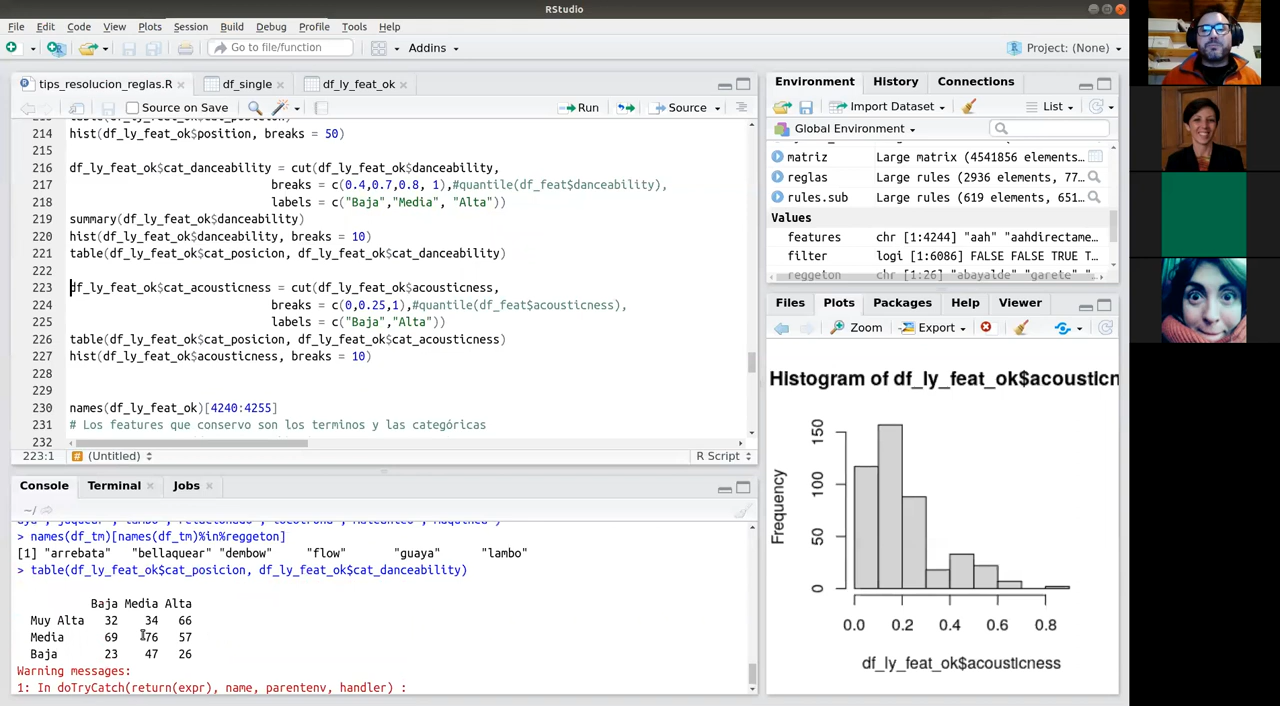 RStudio
File Edit Code View Plots Session Build Debug Profile Tools Help
Go to file/function Addins Project: (None)
tips_resolucion_reglas.R df_single df_ly_feat_ok
Source on Save Run Source
214 hist(df_ly_feat_ok$position, breaks = 50)
215
216 df_ly_feat_ok$cat_danceability = cut(df_ly_feat_ok$danceability,
217 breaks = c(0.4,0.7,0.8, 1),#quantile(df_feat$danceability),
218 labels = c("Baja","Media", "Alta"))
219 summary(df_ly_feat_ok$danceability)
220 hist(df_ly_feat_ok$danceability, breaks = 10)
221 table(df_ly_feat_ok$cat_posicion, df_ly_feat_ok$cat_danceability)
222
223 df_ly_feat_ok$cat_acousticness = cut(df_ly_feat_ok$acousticness,
224 breaks = c(0,0.25,1),#quantile(df_feat$acousticness),
225 labels = c("Baja","Alta"))
226 table(df_ly_feat_ok$cat_posicion, df_ly_feat_ok$cat_acousticness)
227 hist(df_ly_feat_ok$acousticness, breaks = 10)
228
229
230 names(df_ly_feat_ok)[4240:4255]
231 # Los features que conservo son los terminos y las categóricas
232
223:1 (Untitled) R Script
Console Terminal Jobs
~/
> names(df_tm)[names(df_tm)%in%reggeton]
[1] "arrebata" "bellaquear" "dembow" "flow" "guaya" "lambo"
> table(df_ly_feat_ok$cat_posicion, df_ly_feat_ok$cat_danceability)
Baja Media Alta
Muy Alta 32 34 66
Media 69 76 57
Baja 23 47 26
Warning messages:
1: In doTryCatch(return(expr), name, parentenv, handler) :
Environment History Connections
Import Dataset List
Global Environment
matriz Large matrix (4541856 elements,…
reglas Large rules (2936 elements, 77…
rules.sub Large rules (619 elements, 651…
Values
features chr [1:4244] "aah" "aahdirectame…
filter logi [1:6086] FALSE FALSE TRUE T…
reggeton chr [1:26] "abayalde" "garete" "…
Files Plots Packages Help Viewer
Zoom Export
Histogram of df_ly_feat_ok$acousticn
Frequency
150
100
50
0
0.0 0.2 0.4 0.6 0.8
df_ly_feat_ok$acousticness